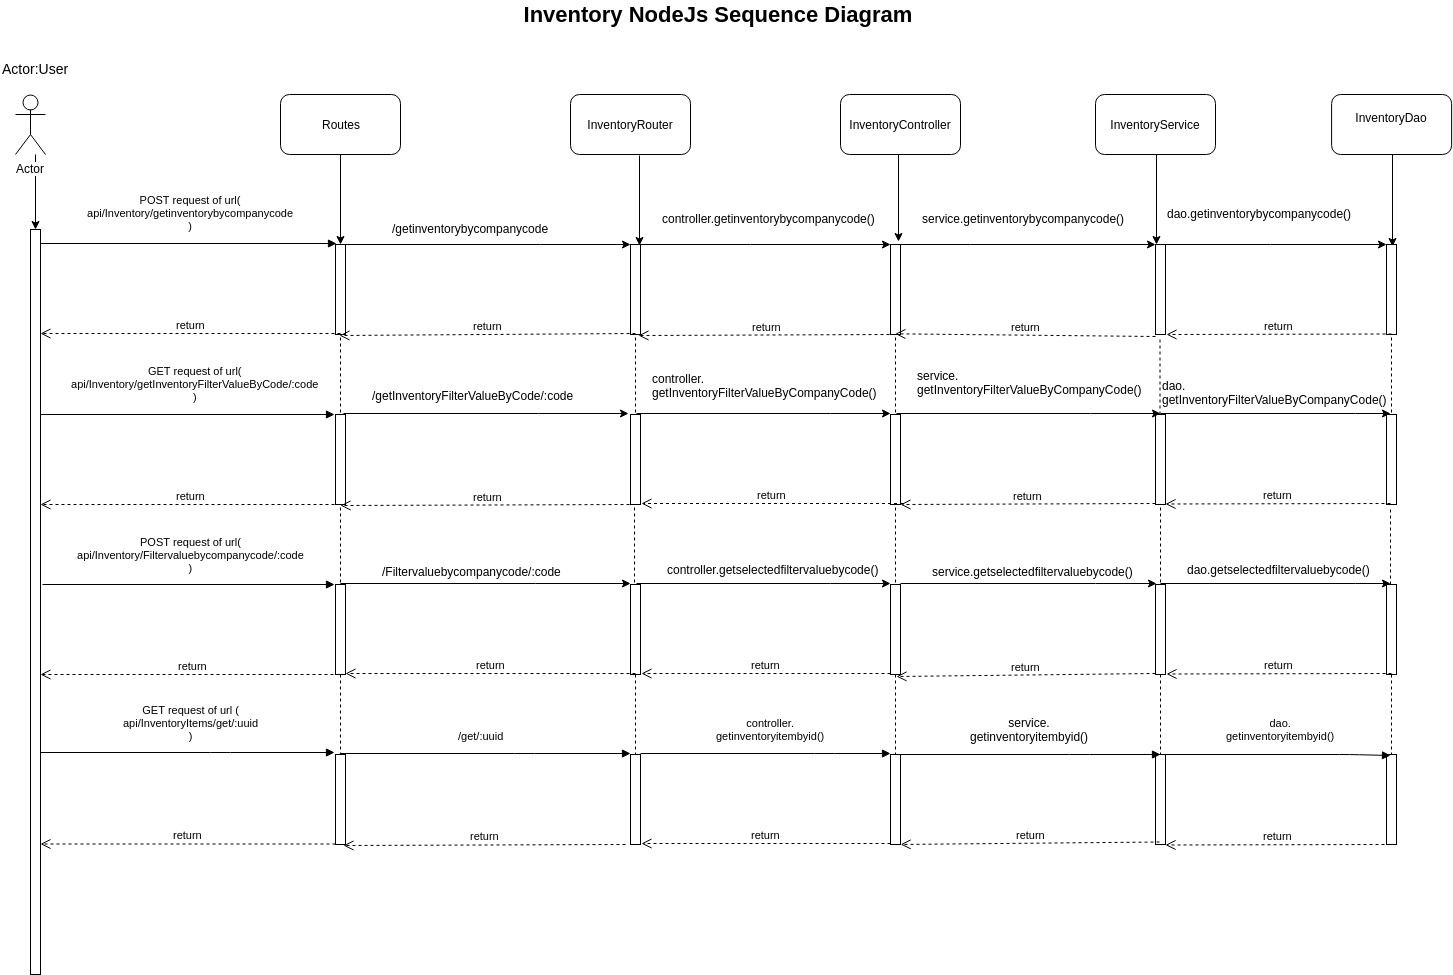 Inventory NodeJs Sequence Diagram
Actor:User
Actor
Routes
InventoryRouter
InventoryController
InventoryService
InventoryDao
POST request of url(
api/Inventory/getinventorybycompanycode
)
/getinventorybycompanycode
controller.getinventorybycompanycode()
service.getinventorybycompanycode()
dao.getinventorybycompanycode()
return
return
return
return
return
GET request of url(
api/Inventory/getInventoryFilterValueByCode/:code
)
/getInventoryFilterValueByCode/:code
controller.
getInventoryFilterValueByCompanyCode()
service.
getInventoryFilterValueByCompanyCode()
dao.
getInventoryFilterValueByCompanyCode()
return
return
return
return
return
POST request of url(
api/Inventory/Filtervaluebycompanycode/:code
)
/Filtervaluebycompanycode/:code
controller.getselectedfiltervaluebycode()
service.getselectedfiltervaluebycode()
dao.getselectedfiltervaluebycode()
return
return
return
return
return
GET request of url (
api/InventoryItems/get/:uuid
)
/get/:uuid
controller.
getinventoryitembyid()
service.
getinventoryitembyid()
dao.
getinventoryitembyid()
return
return
return
return
return